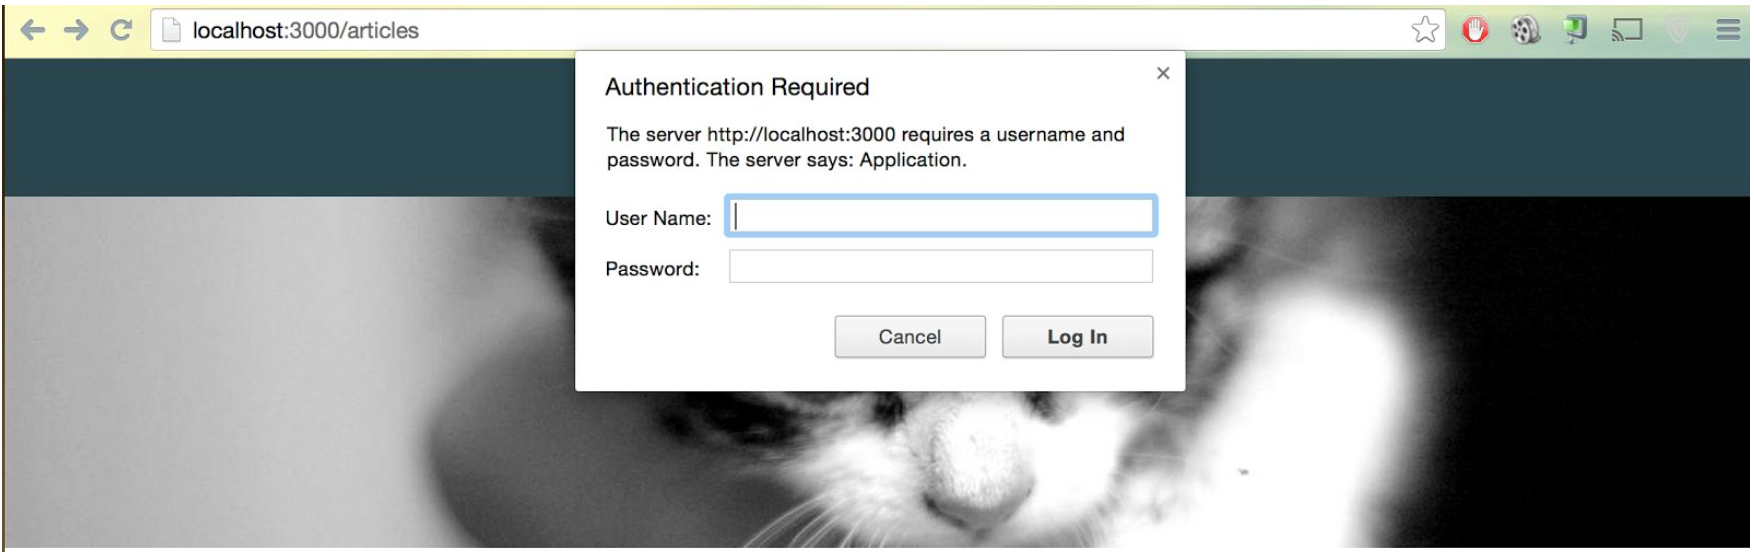 localhost:3000/articles
Authentication Required
The server http://localhost:3000 requires a username and
password. The server says: Application.
User Name:
Password:
Cancel
Log In